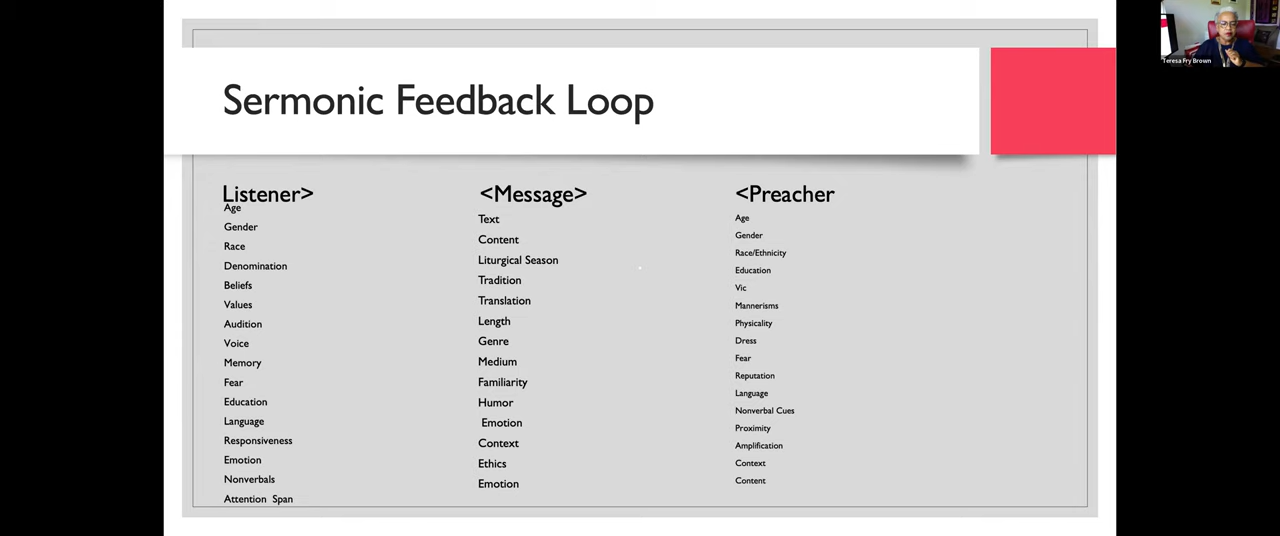 Sermonic Feedback Loop
Listener>
Age
Gender
Race
Denomination
Beliefs
Values
Audition
Voice
Memory
Fear
Education
Language
Responsiveness
Emotion
Nonverbals
Attention Span
<Message>
Text
Content
Liturgical Season
Tradition
Translation
Length
Genre
Medium
Familiarity
Humor
Emotion
Context
Ethics
Emotion
<Preacher
Age
Gender
Race/Ethnicity
Education
Vic
Mannerisms
Physicality
Dress
Fear
Reputation
Language
Nonverbal Cues
Proximity
Amplification
Context
Content
Teresa Fry Brown